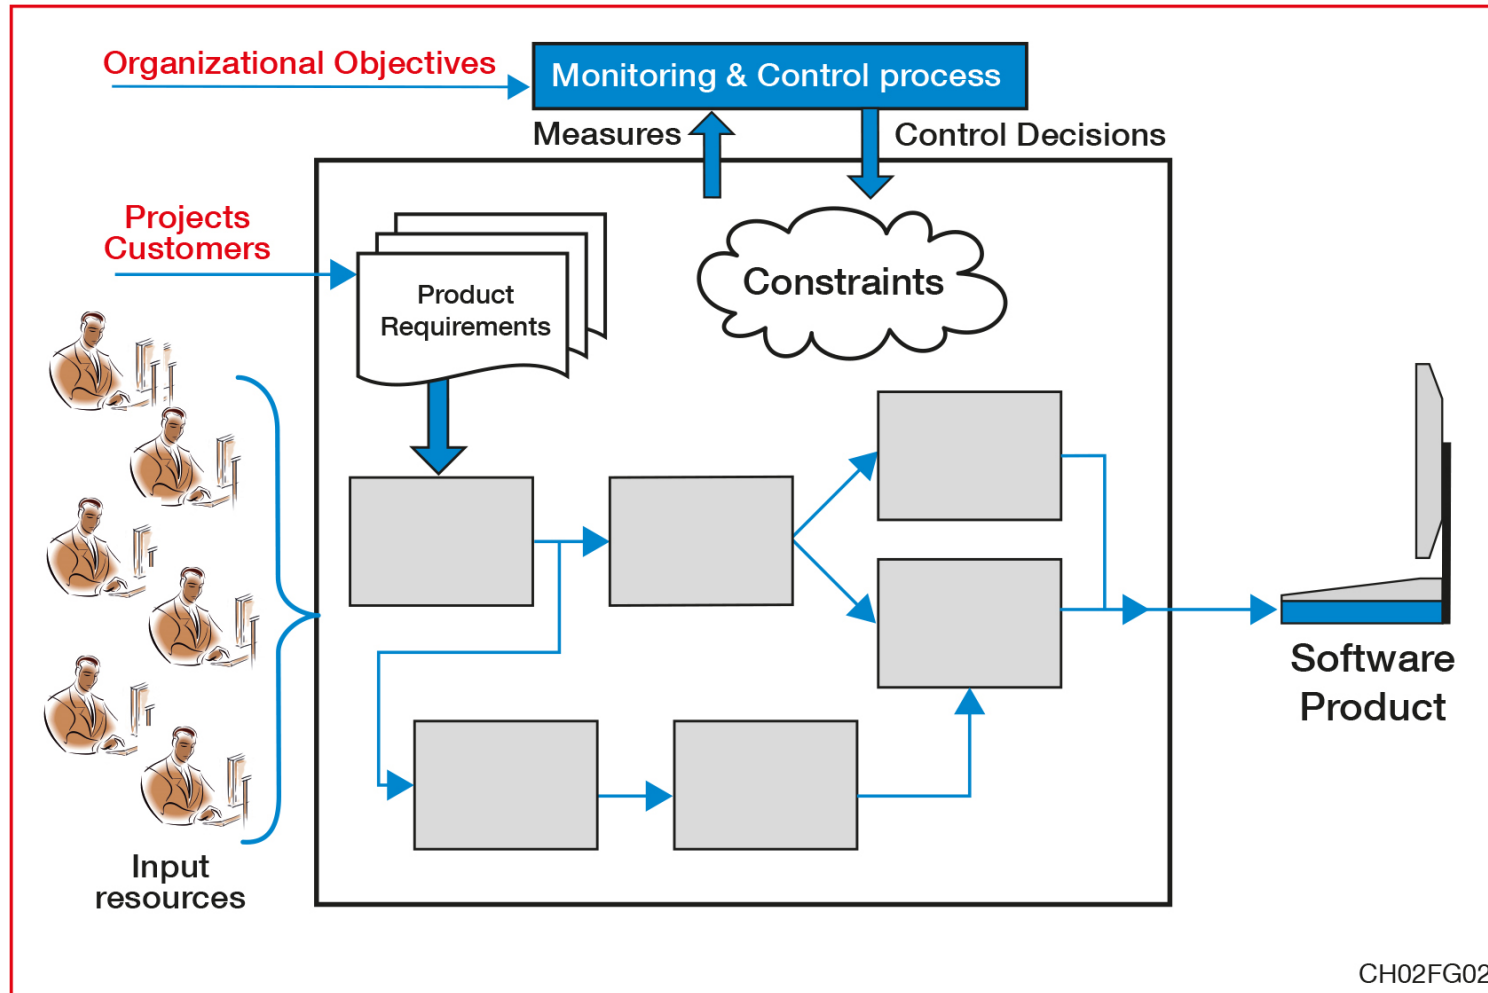 Organizational Objectives
Monitoring & Control process
Measures
Control Decisions
Projects
Customers
Product
Requirements
Constraints
Input
resources
Software
Product
CH02FG02